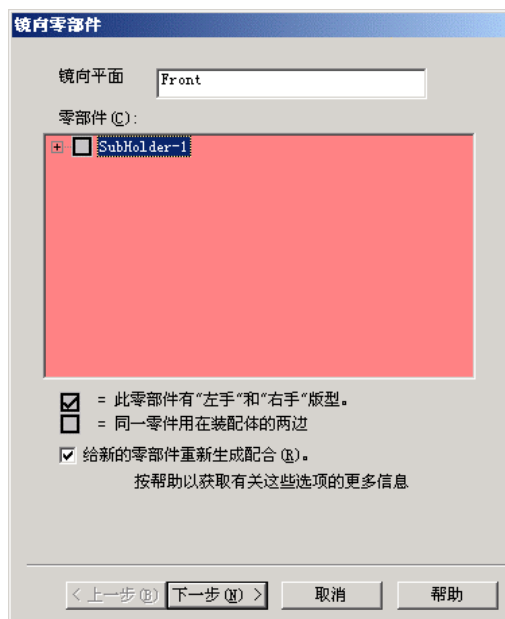 镜向零部件
镜向平面 Front
零部件(C):
SubHolder-1
= 此零部件有"左手"和"右手"版型。
= 同一零件用在装配体的两边
给新的零部件重新生成配合(R)。
按帮助以获取有关这些选项的更多信息
< 上一步(B) 下一步(N) > 取消 帮助